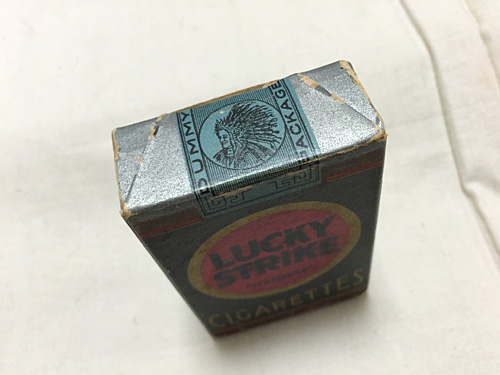 DUMMY
PACKAGE
LUCKY
STRIKE
CIGARETTES